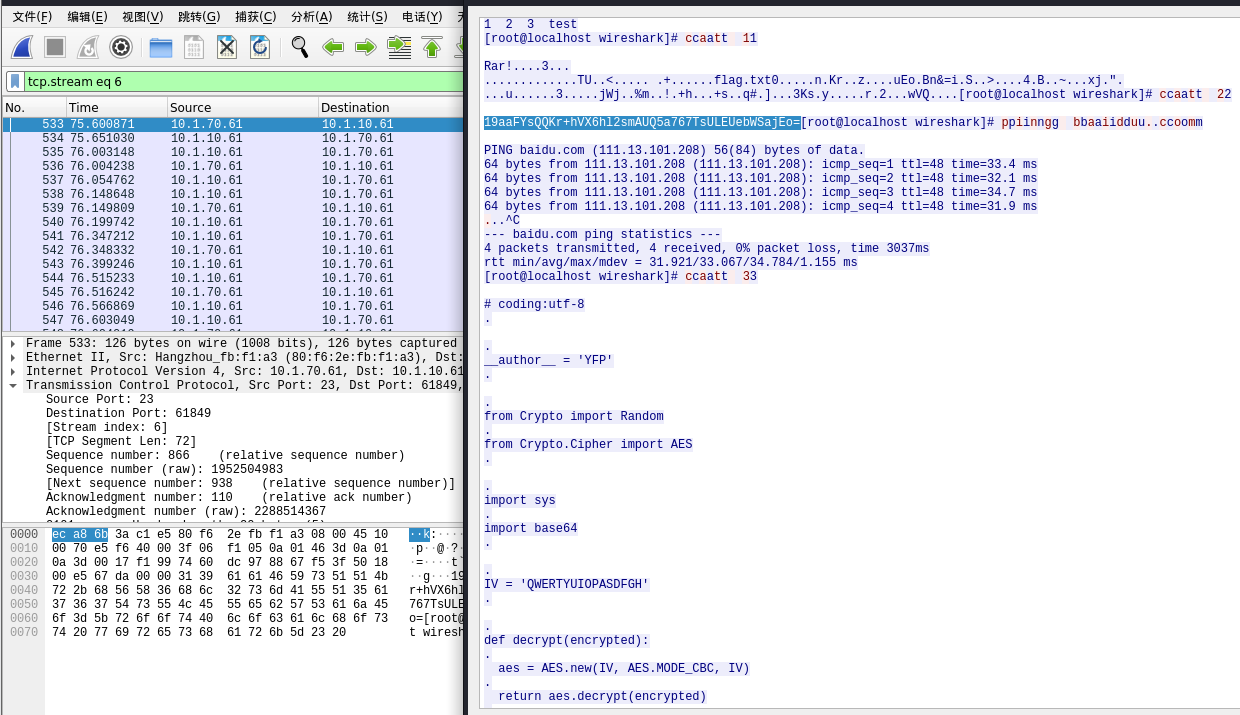 文件(F) 编辑(E) 视图(V) 跳转(G) 捕获(C) 分析(A) 统计(S) 电话(Y)
tcp.stream eq 6
No. Time Source Destination
533 75.600871 10.1.70.61 10.1.10.61
534 75.651030 10.1.10.61 10.1.70.61
535 76.003148 10.1.10.61 10.1.70.61
536 76.004238 10.1.70.61 10.1.10.61
537 76.054762 10.1.10.61 10.1.70.61
538 76.148648 10.1.10.61 10.1.70.61
539 76.149809 10.1.70.61 10.1.10.61
540 76.199742 10.1.10.61 10.1.70.61
541 76.347212 10.1.10.61 10.1.70.61
542 76.348332 10.1.70.61 10.1.10.61
543 76.399246 10.1.10.61 10.1.70.61
544 76.515233 10.1.10.61 10.1.70.61
545 76.516242 10.1.70.61 10.1.10.61
546 76.566869 10.1.10.61 10.1.70.61
547 76.603049 10.1.10.61 10.1.70.61
Frame 533: 126 bytes on wire (1008 bits), 126 bytes captured
Ethernet II, Src: Hangzhou_fb:f1:a3 (80:f6:2e:fb:f1:a3), Dst:
Internet Protocol Version 4, Src: 10.1.70.61, Dst: 10.1.10.61
Transmission Control Protocol, Src Port: 23, Dst Port: 61849,
Source Port: 23
Destination Port: 61849
[Stream index: 6]
[TCP Segment Len: 72]
Sequence number: 866    (relative sequence number)
Sequence number (raw): 1952504983
[Next sequence number: 938    (relative sequence number)]
Acknowledgment number: 110    (relative ack number)
Acknowledgment number (raw): 2288514367
0000 ec a8 6b 3a c1 e5 80 f6 2e fb f1 a3 08 00 45 10 ··k:····
0010 00 70 e5 f6 40 00 3f 06 f1 05 0a 01 46 3d 0a 01 ·p··@·?·
0020 0a 3d 00 17 f1 99 74 60 dc 97 88 67 f5 3f 50 18 ·=····t`
0030 00 e5 67 da 00 00 31 39 61 61 46 59 73 51 51 4b ··g···19
0040 72 2b 68 56 58 36 68 6c 32 73 6d 41 55 51 35 61 r+hVX6hl
0050 37 36 37 54 73 55 4c 45 55 65 62 57 53 61 6a 45 767TsULE
0060 6f 3d 5b 72 6f 6f 74 40 6c 6f 63 61 6c 68 6f 73 o=[root@
0070 74 20 77 69 72 65 73 68 61 72 6b 5d 23 20 t wiresh
1  2  3  test
[root@localhost wireshark]# ccaatt  11
Rar!....3...
.............TU..<..... .+......flag.txt0.....n.Kr..z....uEo.Bn&=i.S..>....4.B..~...xj.".
...u......3.....jWj..%m..!.+h...+s..q#.]...3Ks.y.....r.2...wVQ....[root@localhost wireshark]# ccaatt  22
19aaFYsQQKr+hVX6hl2smAUQ5a767TsULEUebWSajEo=[root@localhost wireshark]# ppiinngg  bbaaiidduu..ccoomm
PING baidu.com (111.13.101.208) 56(84) bytes of data.
64 bytes from 111.13.101.208 (111.13.101.208): icmp_seq=1 ttl=48 time=33.4 ms
64 bytes from 111.13.101.208 (111.13.101.208): icmp_seq=2 ttl=48 time=32.1 ms
64 bytes from 111.13.101.208 (111.13.101.208): icmp_seq=3 ttl=48 time=34.7 ms
64 bytes from 111.13.101.208 (111.13.101.208): icmp_seq=4 ttl=48 time=31.9 ms
...^C
--- baidu.com ping statistics ---
4 packets transmitted, 4 received, 0% packet loss, time 3037ms
rtt min/avg/max/mdev = 31.921/33.067/34.784/1.155 ms
[root@localhost wireshark]# ccaatt  33
# coding:utf-8
.
.
__author__ = 'YFP'
.
.
from Crypto import Random
.
from Crypto.Cipher import AES
.
.
import sys
.
import base64
.
.
IV = 'QWERTYUIOPASDFGH'
.
.
def decrypt(encrypted):
.
aes = AES.new(IV, AES.MODE_CBC, IV)
.
return aes.decrypt(encrypted)